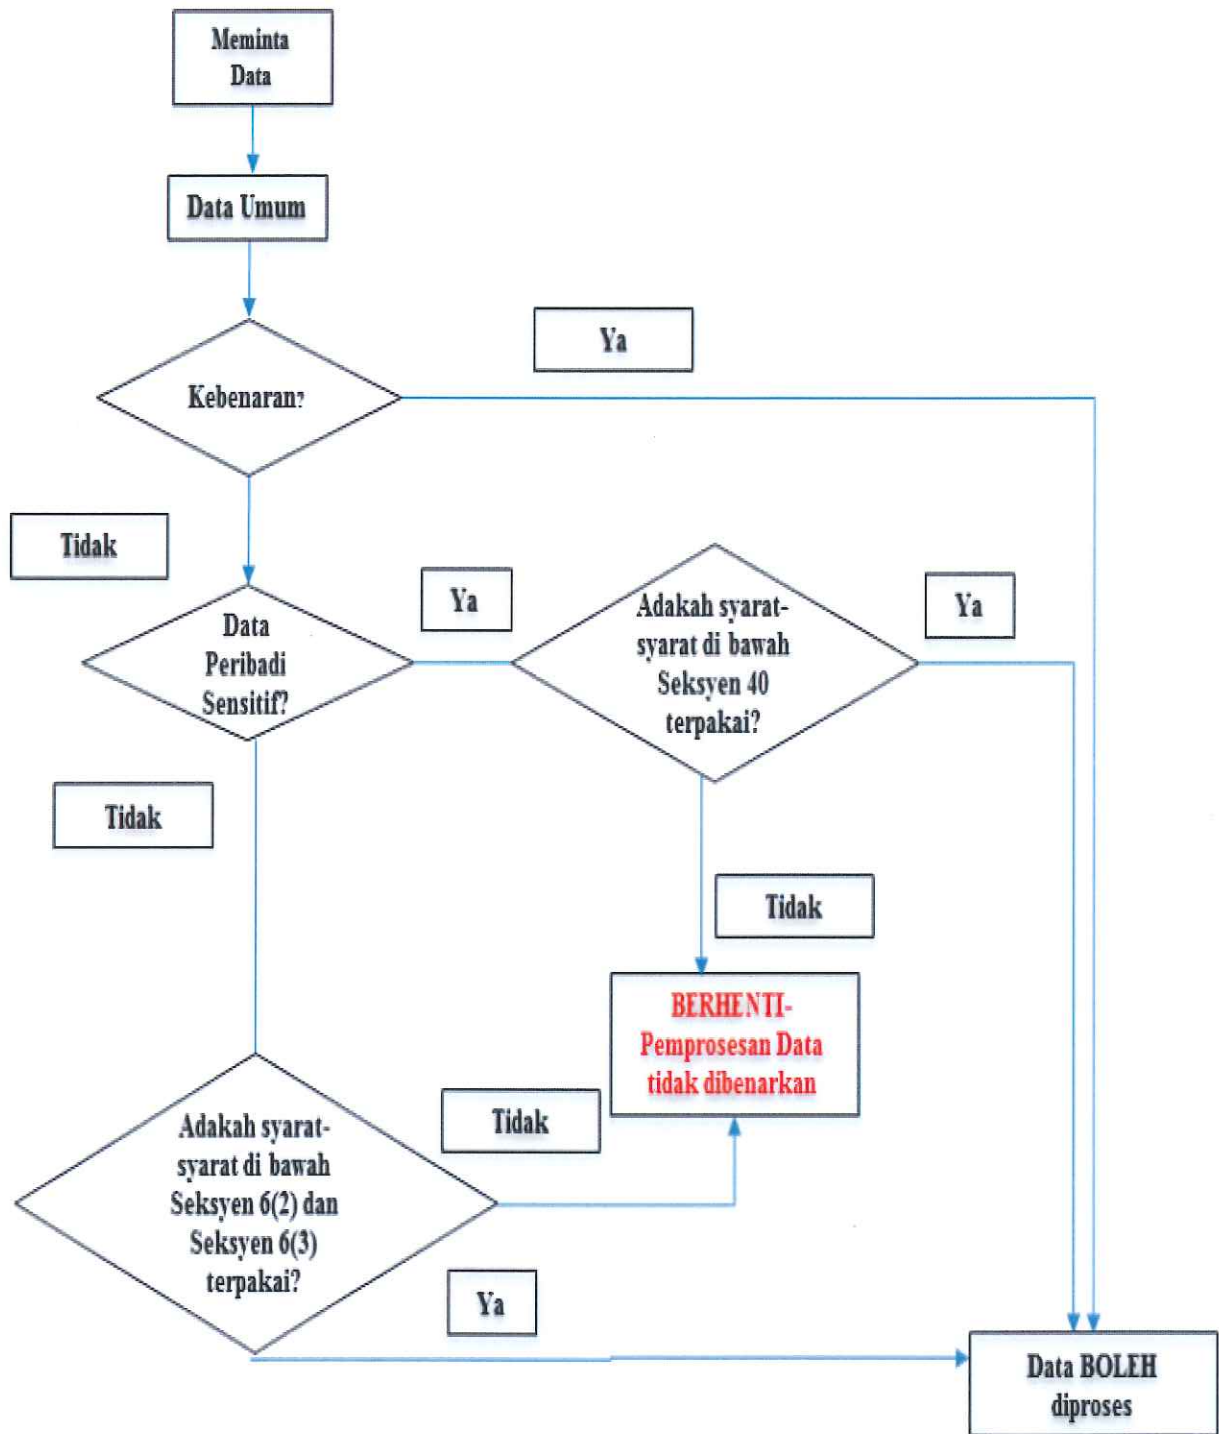 Meminta
Data
Data Umum
Ya
Kebenaran?
Tidak
Data
Peribadi
Sensitif?
Ya
Adakah syarat-
syarat di bawah
Seksyen 40
terpakai?
Ya
Tidak
Tidak
BERHENTI-
Pemprosesan Data
tidak dibenarkan
Adakah syarat-
syarat di bawah
Seksyen 6(2) dan
Seksyen 6(3)
terpakai?
Tidak
Ya
Data BOLEH
diproses